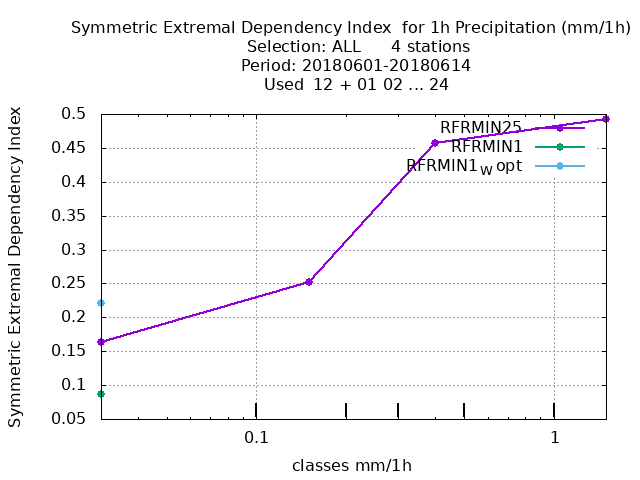 Symmetric Extremal Dependency Index  for 1h Precipitation (mm/1h)
Selection: ALL      4 stations
Period: 20180601-20180614
Used  12 + 01 02 ... 24
Symmetric Extremal Dependency Index
0.5
0.45
0.4
0.35
0.3
0.25
0.2
0.15
0.1
0.05
RFRMIN25
RFRMIN1
RFRMIN1W opt
0.1
1
classes mm/1h